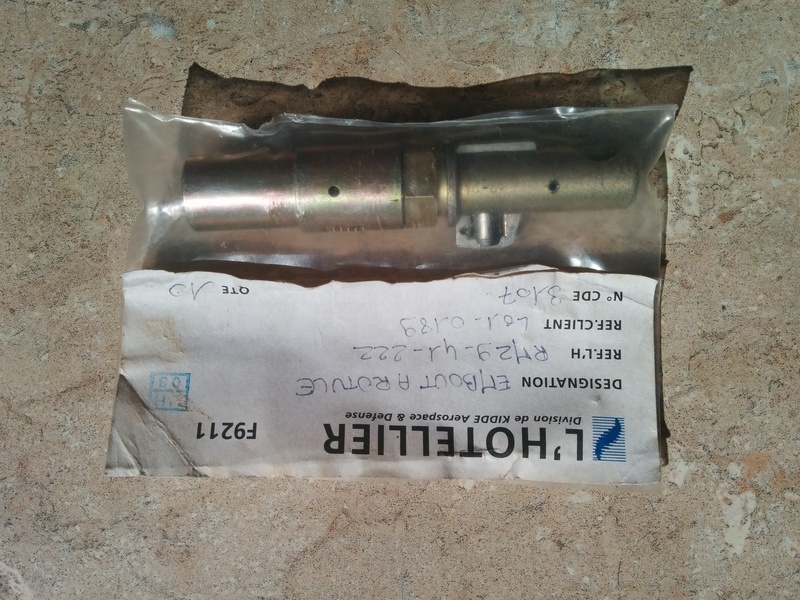 L'HOTELLIER F9211
Division de KIDDE Aerospace & Defense
DESIGNATION EMBOUT A ROTULE
REF.L'H RM29-41-222
REF.CLIENT L81-0189
N° CDE 3107 QTE 10